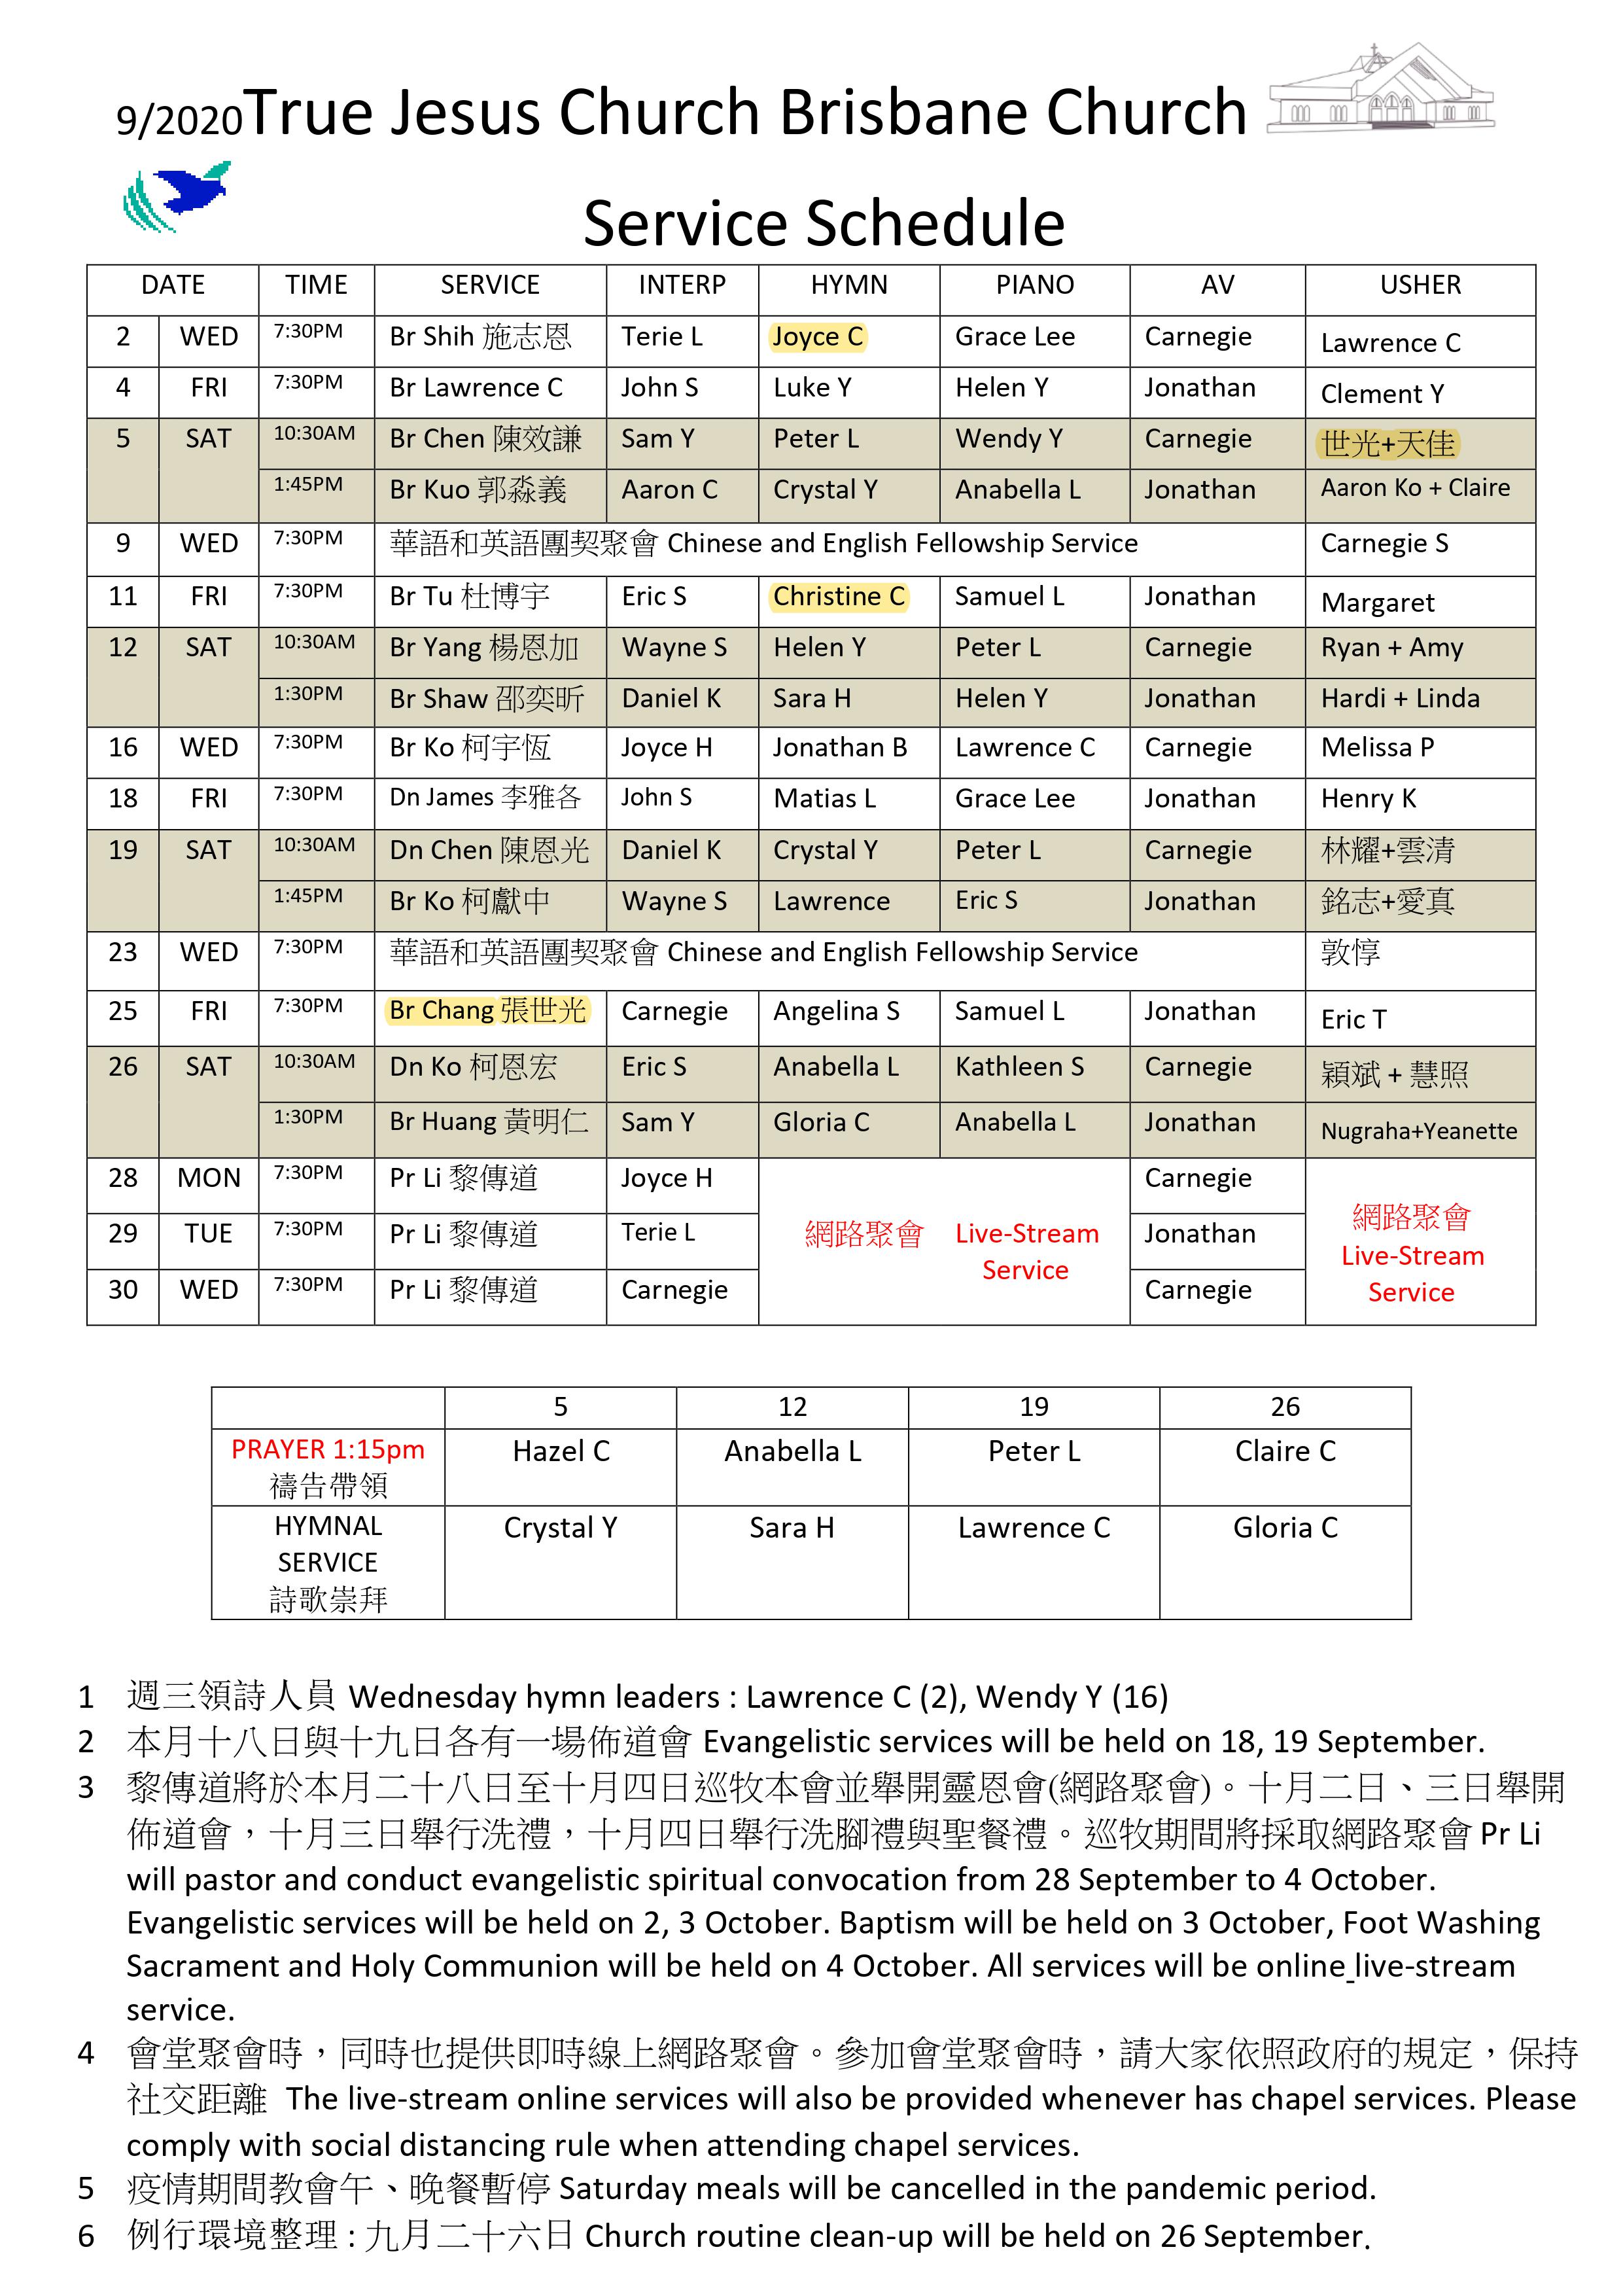 9/2020True Jesus Church Brisbane Church
Service Schedule
DATE TIME SERVICE INTERP HYMN PIANO AV USHER
2 WED 7:30PM Br Shih 施志恩 Terie L Joyce C Grace Lee Carnegie Lawrence C
4 FRI 7:30PM Br Lawrence C John S Luke Y Helen Y Jonathan Clement Y
5 SAT 10:30AM Br Chen 陳效謙 Sam Y Peter L Wendy Y Carnegie 世光+天佳
1:45PM Br Kuo 郭淼義 Aaron C Crystal Y Anabella L Jonathan Aaron Ko + Claire
9 WED 7:30PM 華語和英語團契聚會 Chinese and English Fellowship Service Carnegie S
11 FRI 7:30PM Br Tu 杜博宇 Eric S Christine C Samuel L Jonathan Margaret
12 SAT 10:30AM Br Yang 楊恩加 Wayne S Helen Y Peter L Carnegie Ryan + Amy
1:30PM Br Shaw 邵奕昕 Daniel K Sara H Helen Y Jonathan Hardi + Linda
16 WED 7:30PM Br Ko 柯宇恆 Joyce H Jonathan B Lawrence C Carnegie Melissa P
18 FRI 7:30PM Dn James 李雅各 John S Matias L Grace Lee Jonathan Henry K
19 SAT 10:30AM Dn Chen 陳恩光 Daniel K Crystal Y Peter L Carnegie 林耀+雲清
1:45PM Br Ko 柯獻中 Wayne S Lawrence Eric S Jonathan 銘志+愛真
23 WED 7:30PM 華語和英語團契聚會 Chinese and English Fellowship Service 敦惇
25 FRI 7:30PM Br Chang 張世光 Carnegie Angelina S Samuel L Jonathan Eric T
26 SAT 10:30AM Dn Ko 柯恩宏 Eric S Anabella L Kathleen S Carnegie 穎斌 + 慧照
1:30PM Br Huang 黃明仁 Sam Y Gloria C Anabella L Jonathan Nugraha+Yeanette
28 MON 7:30PM Pr Li 黎傳道 Joyce H Carnegie
29 TUE 7:30PM Pr Li 黎傳道 Terie L Jonathan
30 WED 7:30PM Pr Li 黎傳道 Carnegie Carnegie
網路聚會 Live-Stream
Service
網路聚會
Live-Stream
Service
5 12 19 26
PRAYER 1:15pm Hazel C Anabella L Peter L Claire C
禱告帶領
HYMNAL Crystal Y Sara H Lawrence C Gloria C
SERVICE
詩歌崇拜
1 週三領詩人員 Wednesday hymn leaders : Lawrence C (2), Wendy Y (16)
2 本月十八日與十九日各有一場佈道會 Evangelistic services will be held on 18, 19 September.
3 黎傳道將於本月二十八日至十月四日巡牧本會並舉開靈恩會(網路聚會)。十月二日、三日舉開
佈道會，十月三日舉行洗禮，十月四日舉行洗腳禮與聖餐禮。巡牧期間將採取網路聚會 Pr Li
will pastor and conduct evangelistic spiritual convocation from 28 September to 4 October.
Evangelistic services will be held on 2, 3 October. Baptism will be held on 3 October, Foot Washing
Sacrament and Holy Communion will be held on 4 October. All services will be online live-stream
service.
4 會堂聚會時，同時也提供即時線上網路聚會。參加會堂聚會時，請大家依照政府的規定，保持
社交距離 The live-stream online services will also be provided whenever has chapel services. Please
comply with social distancing rule when attending chapel services.
5 疫情期間教會午、晚餐暫停 Saturday meals will be cancelled in the pandemic period.
6 例行環境整理 : 九月二十六日 Church routine clean-up will be held on 26 September.